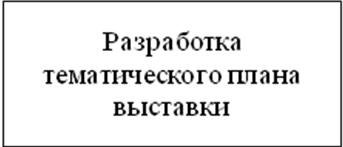 Разработка
тематического плана
выставки